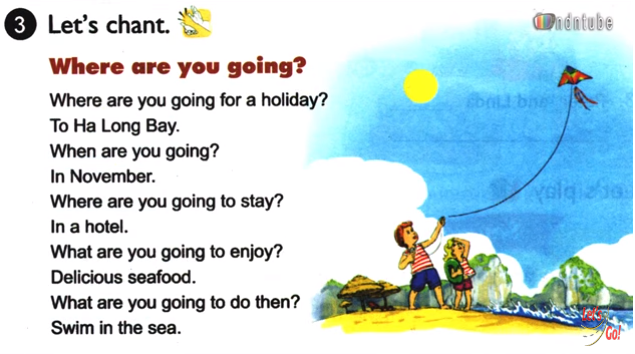 3 Let's chant.
ndntube
Where are you going?
Where are you going for a holiday?
To Ha Long Bay.
When are you going?
In November.
Where are you going to stay?
In a hotel.
What are you going to enjoy?
Delicious seafood.
What are you going to do then?
Swim in the sea.
Let's
Go!